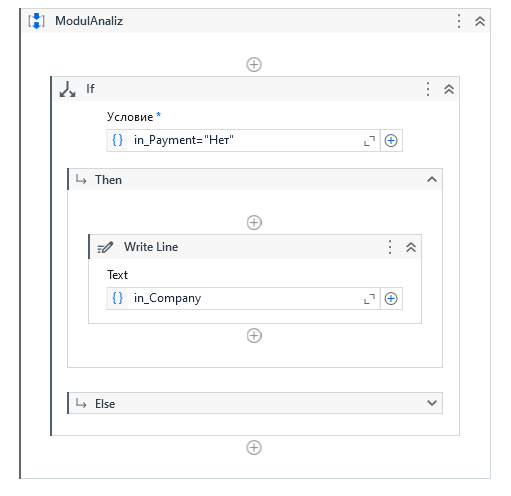 ModulAnaliz
If
Условие *
in_Payment="Нет"
Then
Write Line
Text
in_Company
Else